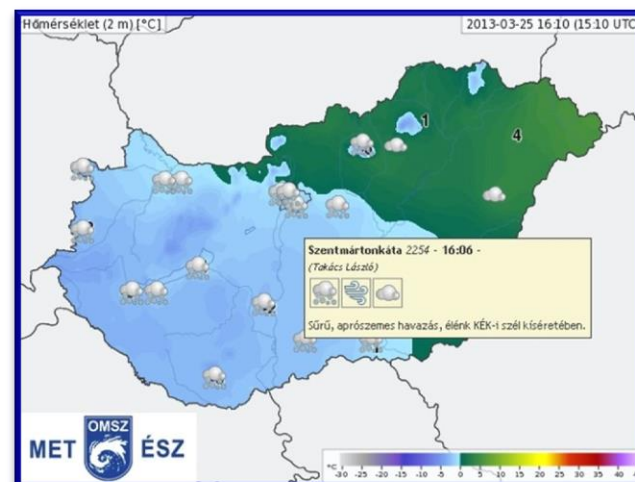 Hőmérséklet (2 m) [°C]
2013-03-25 16:10 (15:10 UTC
1
4
Szentmártonkáta 2254 - 16:06 -
(Takács László)
Sűrű, aprószemes havazás, élénk KÉK-i szél kíséretében.
MET OMSZ ÉSZ
°C
-30 -25 -20 -15 -10 -5 0 5 10 15 20 25 30 35 40